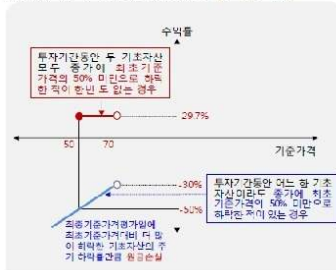 수익률
투자기간동안 두 기초자산
모두 종가에 최초기준
가격의 50% 미만으로 하락
한 적이 한번도 없는 경우
29.7%
50 70
기준가격
-30%
-50%
투자기간동안 어느 한 기초
자산이라도 종가에 최초
기준가격의 50% 미만으로
하락한 적이 있는 경우
최종기준가격평가일에
최초기준가격대비 더 많
이 하락한 기초자산의 주
가 하락률만큼 원금손실